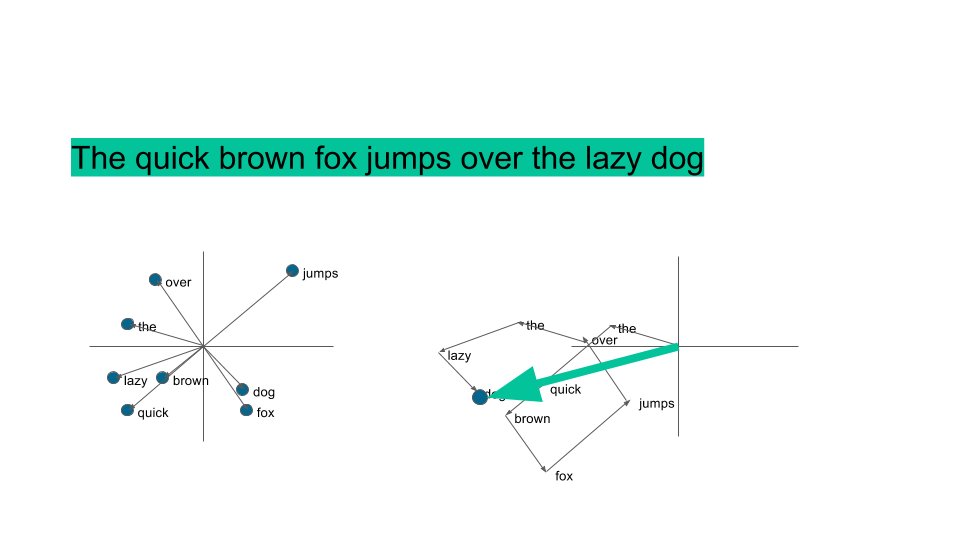 The quick brown fox jumps over the lazy dog
over
jumps
the
lazy
brown
quick
dog
fox
the
the
over
lazy
dog
quick
brown
jumps
fox